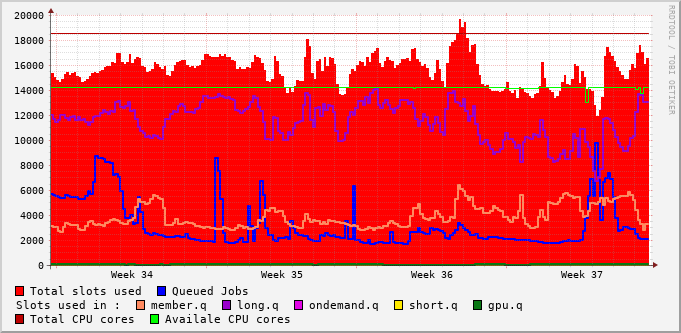 20000
18000
16000
14000
12000
10000
8000
6000
4000
2000
0
Week 34 Week 35 Week 36 Week 37
Total slots used Queued Jobs
Slots used in : member.q long.q ondemand.q short.q gpu.q
Total CPU cores Availale CPU cores
RRDTOOL / TOBI OETIKER